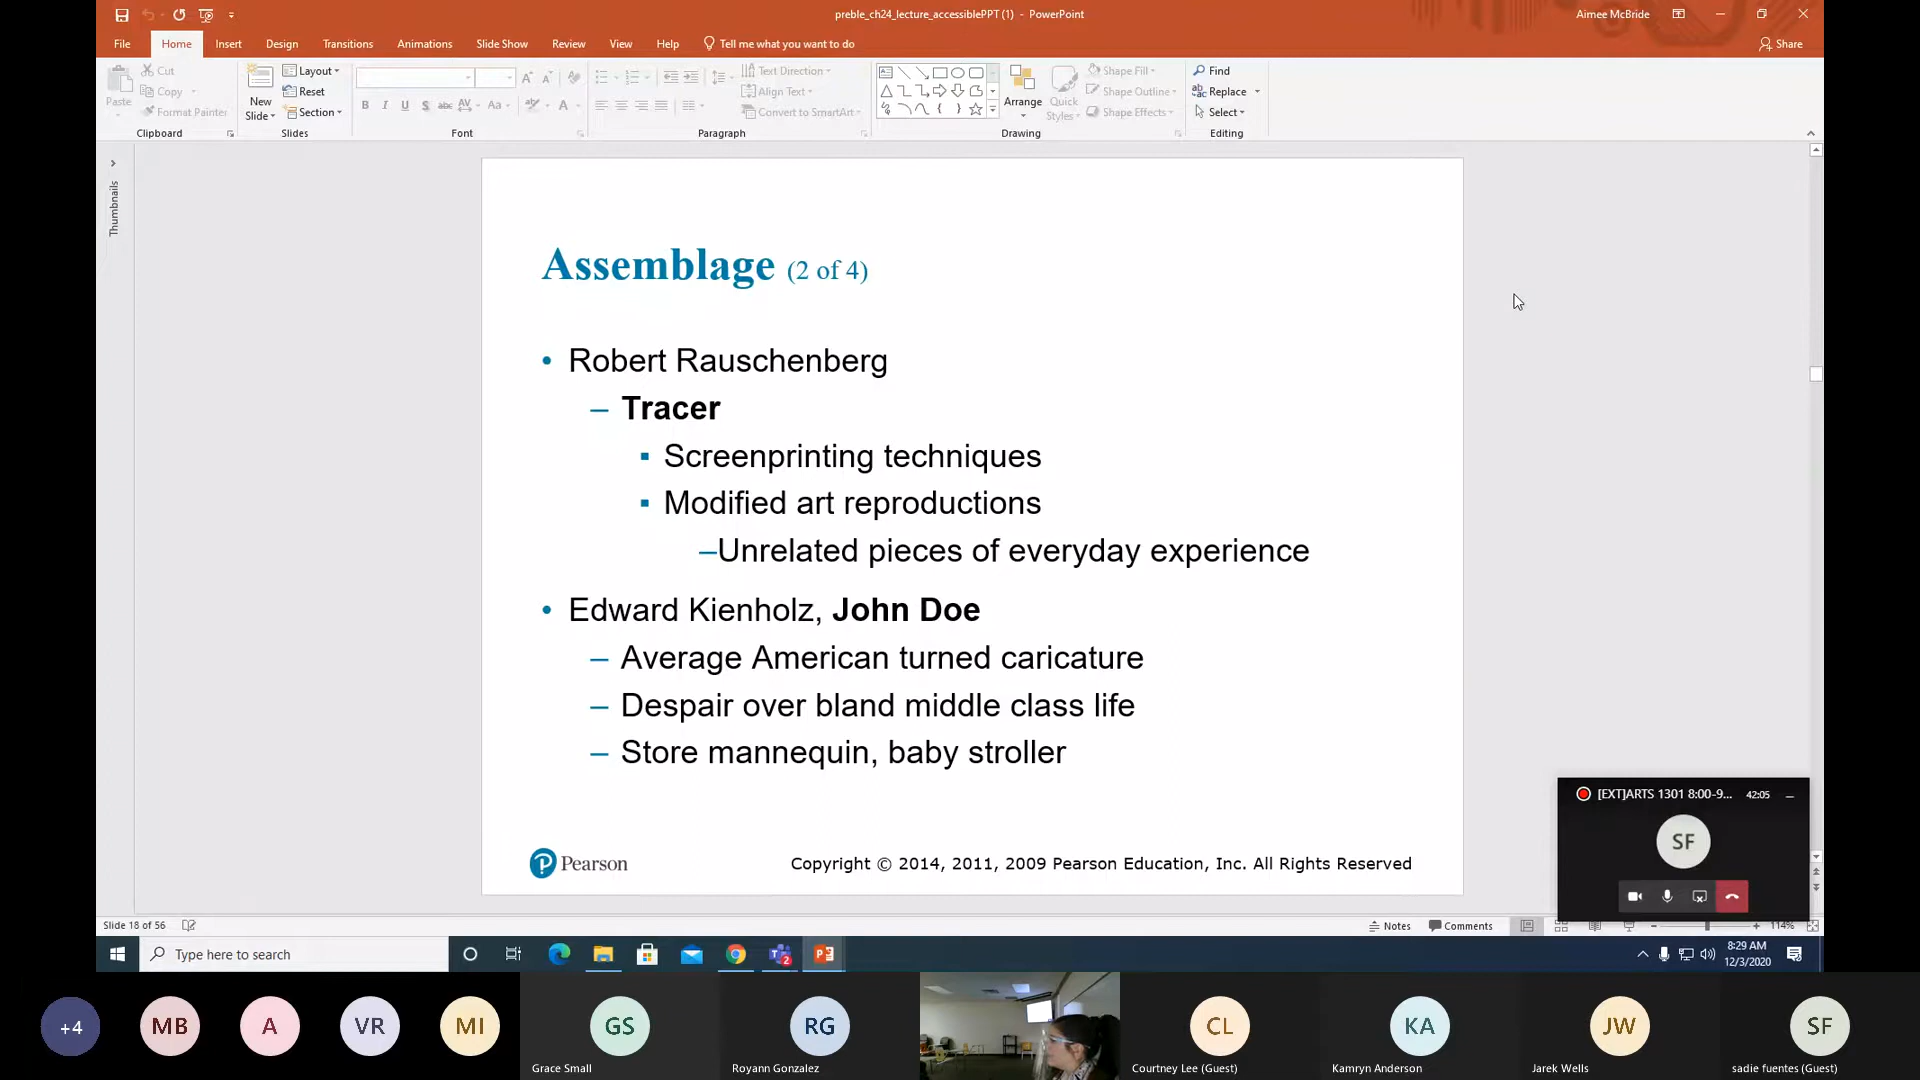 preble_ch24_lecture_accessiblePPT (1) - PowerPoint
Aimee McBride
File Home Insert Design Transitions Animations Slide Show Review View Help Tell me what you want to do
Share
Paste
Cut
Copy
Format Painter
Clipboard
New Slide
Layout
Reset
Section
Slides
Font
Text Direction
Align Text
Convert to SmartArt
Paragraph
Arrange
Quick Styles
Shape Fill
Shape Outline
Shape Effects
Drawing
Find
Replace
Select
Editing
Thumbnails
Assemblage (2 of 4)
• Robert Rauschenberg
– Tracer
▪ Screenprinting techniques
▪ Modified art reproductions
–Unrelated pieces of everyday experience
• Edward Kienholz, John Doe
– Average American turned caricature
– Despair over bland middle class life
– Store mannequin, baby stroller
Pearson
Copyright © 2014, 2011, 2009 Pearson Education, Inc. All Rights Reserved
[EXT]ARTS 1301 8:00-9... 42:05
SF
Slide 18 of 56
Notes Comments 114%
Type here to search
8:29 AM
12/3/2020
+4 MB A VR MI GS RG CL KA JW SF
Grace Small Royann Gonzalez Courtney Lee (Guest) Kamryn Anderson Jarek Wells sadie fuentes (Guest)